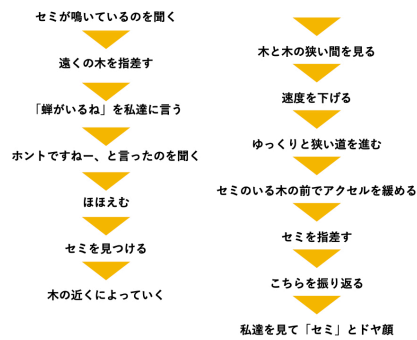 セミが鳴いているのを聞く
遠くの木を指差す
「蝉がいるね」を私達に言う
ホントですねー、と言ったのを聞く
ほほえむ
セミを見つける
木の近くによっていく
木と木の狭い間を見る
速度を下げる
ゆっくりと狭い道を進む
セミのいる木の前でアクセルを緩める
セミを指差す
こちらを振り返る
私達を見て「セミ」とドヤ顔